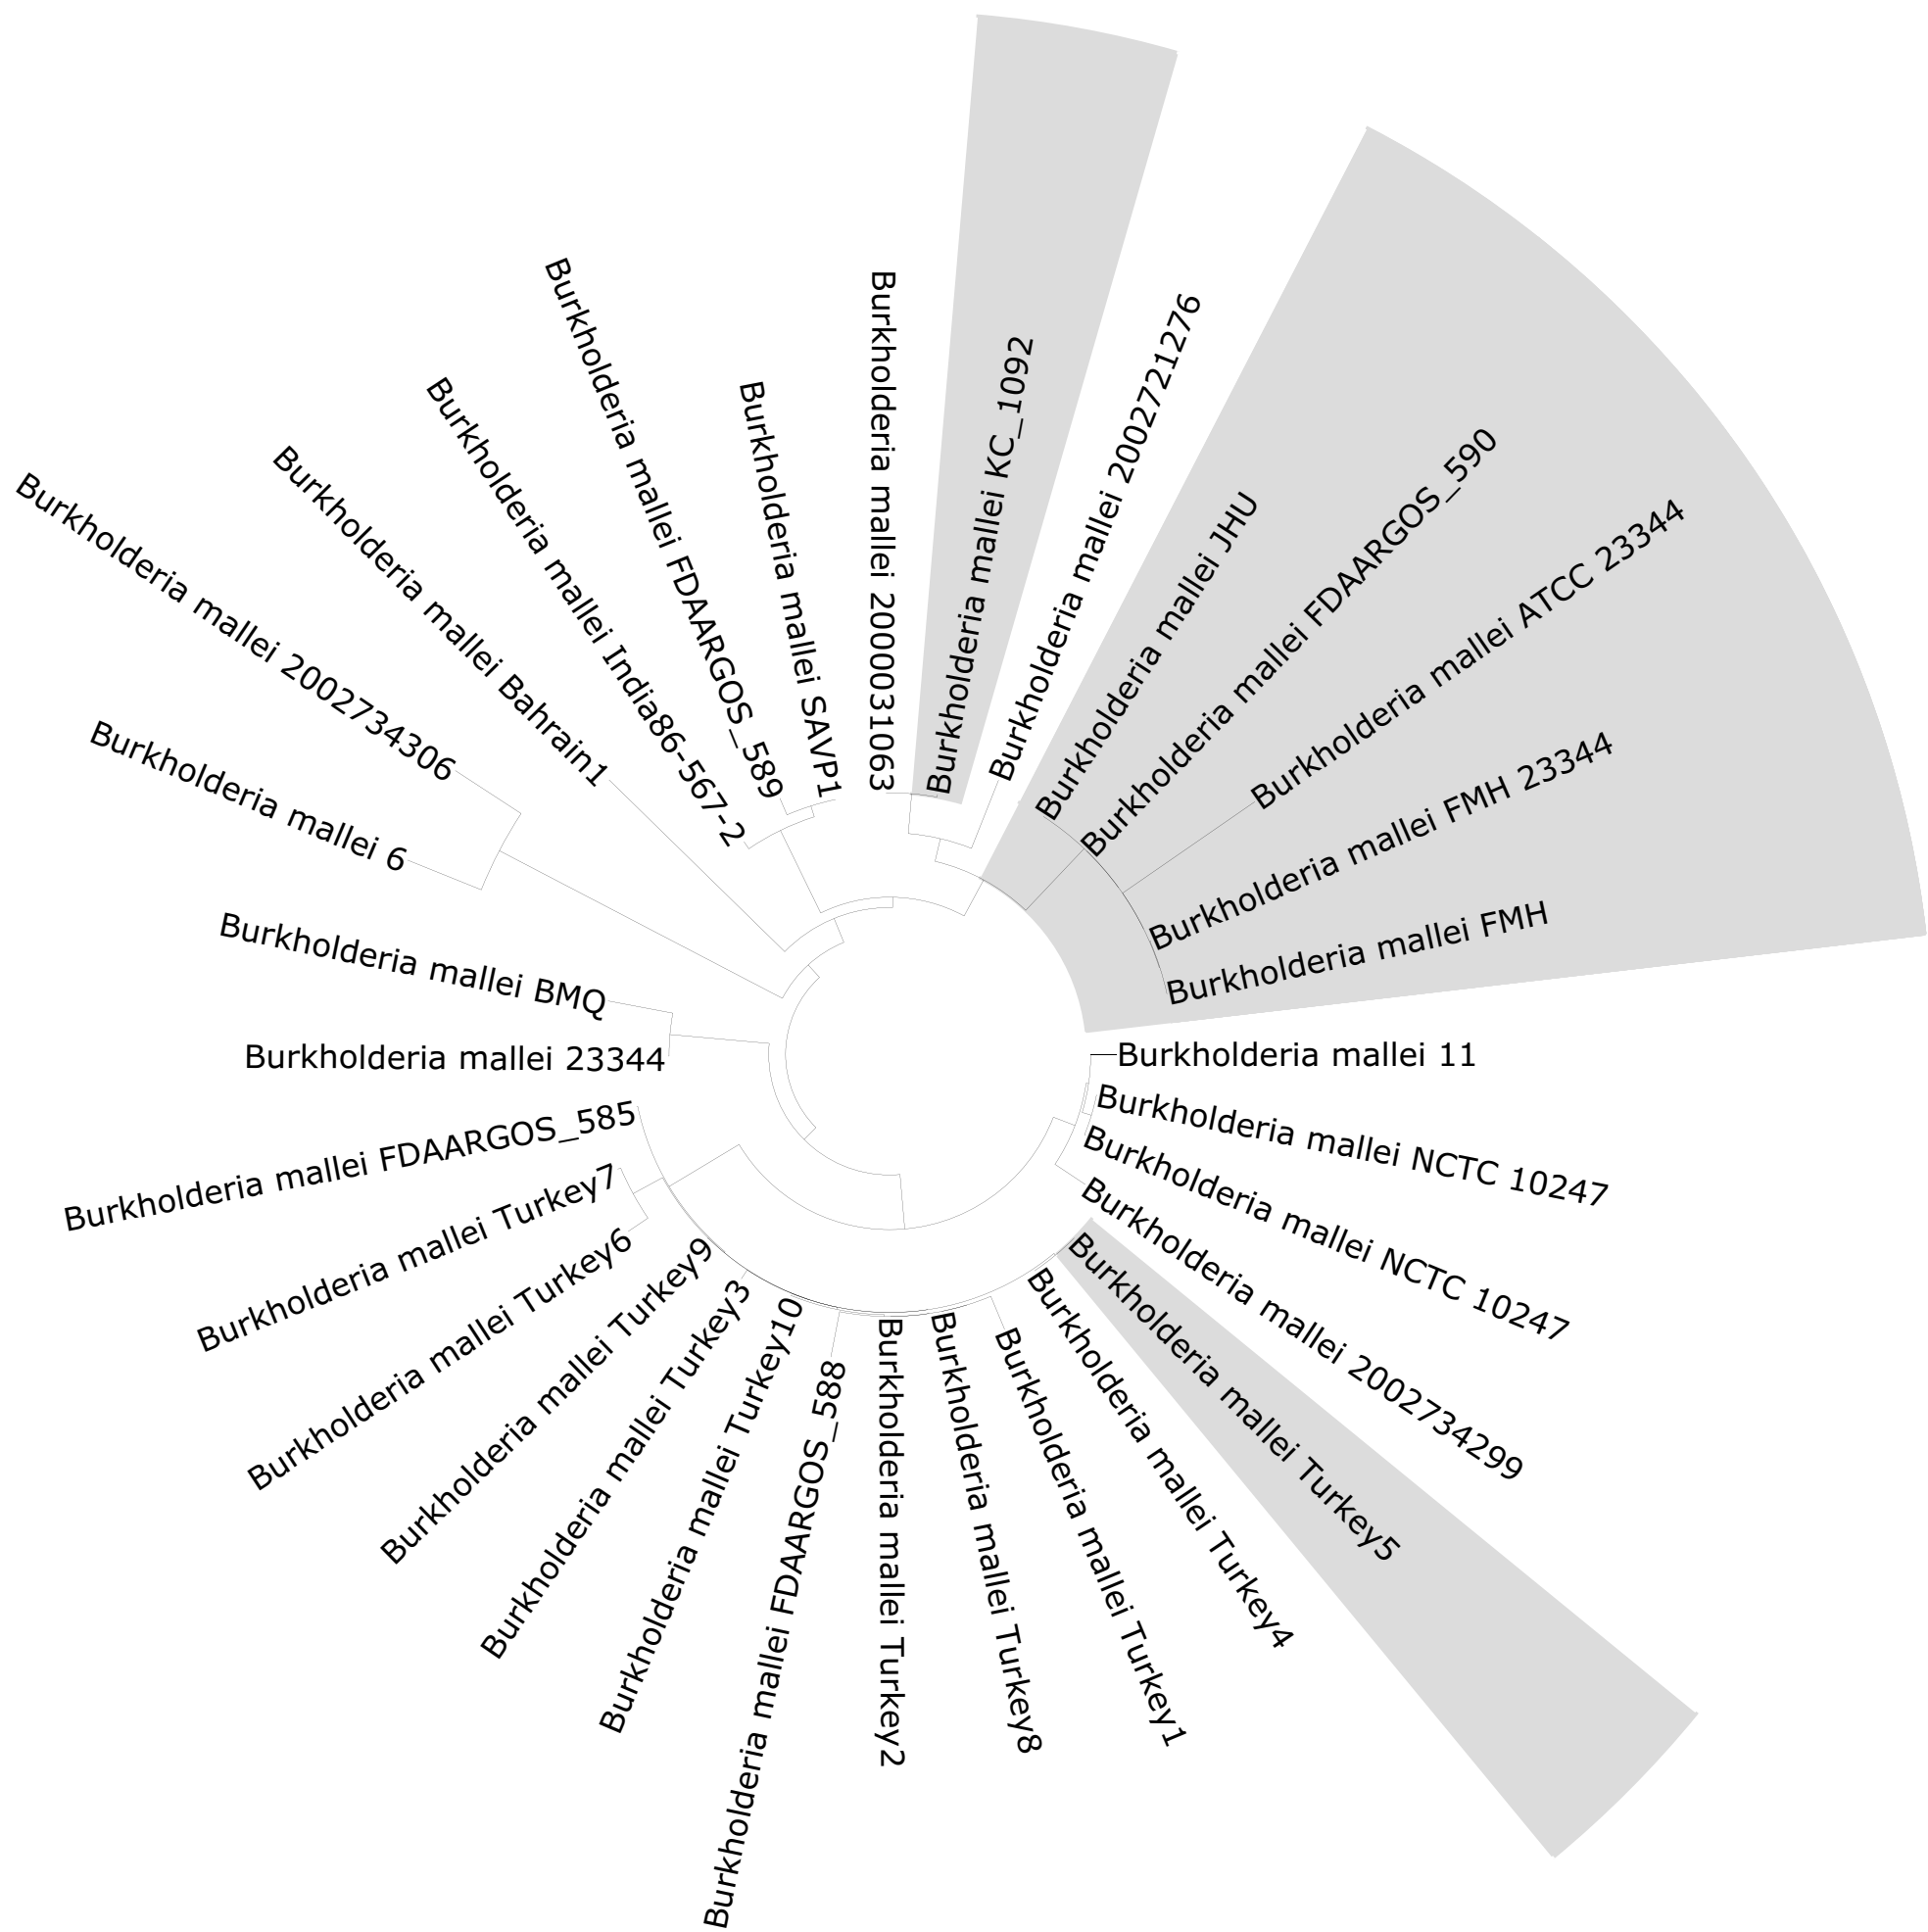 Burkholderia mallei 2000031063
Burkholderia mallei KC_1092
Burkholderia mallei 2002721276
Burkholderia mallei JHU
Burkholderia mallei FDAARGOS_590
Burkholderia mallei ATCC 23344
Burkholderia mallei FMH 23344
Burkholderia mallei FMH
Burkholderia mallei 11
Burkholderia mallei NCTC 10247
Burkholderia mallei NCTC 10247
Burkholderia mallei 2002734299
Burkholderia mallei Turkey5
Burkholderia mallei Turkey4
Burkholderia mallei Turkey1
Burkholderia mallei Turkey8
Burkholderia mallei Turkey2
Burkholderia mallei FDAARGOS_588
Burkholderia mallei Turkey10
Burkholderia mallei Turkey3
Burkholderia mallei Turkey9
Burkholderia mallei Turkey6
Burkholderia mallei Turkey7
Burkholderia mallei FDAARGOS_585
Burkholderia mallei 23344
Burkholderia mallei BMQ
Burkholderia mallei 6
Burkholderia mallei 2002734306
Burkholderia mallei Bahrain1
Burkholderia mallei India86-567-2
Burkholderia mallei FDAARGOS_589
Burkholderia mallei SAVP1